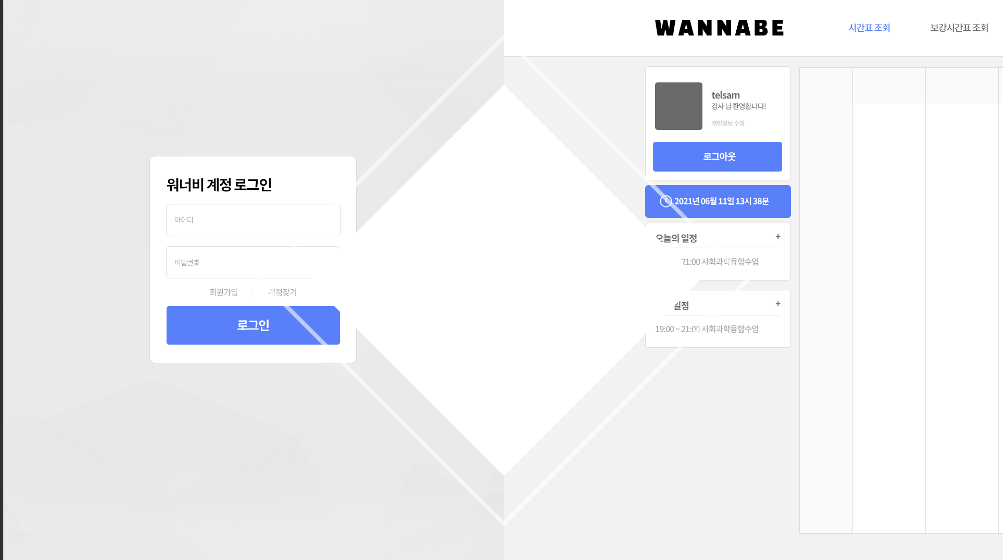 워너비 계정 로그인
아이디
비밀번호
회원가입
계정찾기
로그인
WANNABE
시간표 조회
보강시간표 조회
telsam
강사 님 환영합니다!
개인정보 수정
로그아웃
2021년 06월 11일 13시 38분
오늘의 일정 +
21:00 사회과학융합수업
일정 +
19:00 ~ 21:00 사회과학융합수업